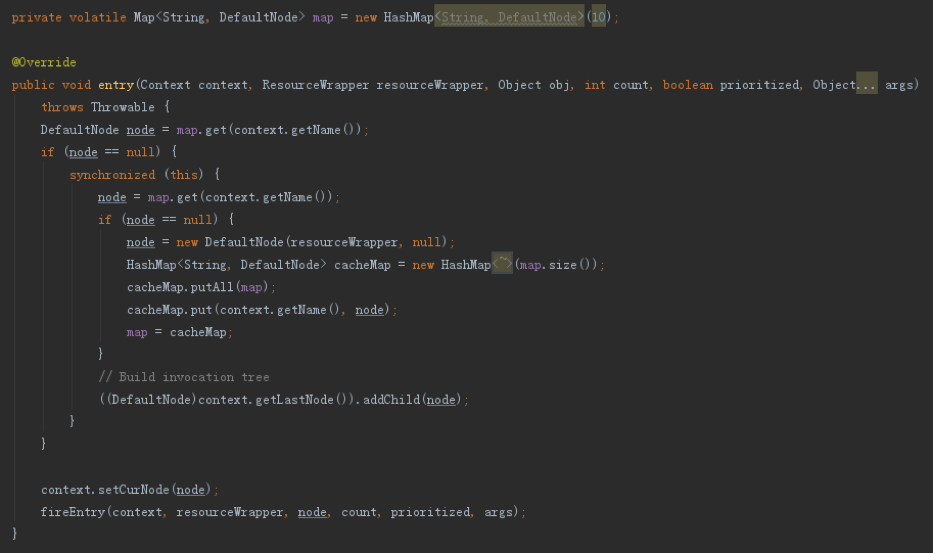 private volatile Map<String, DefaultNode> map = new HashMap<String, DefaultNode>(10);
@Override
public void entry(Context context, ResourceWrapper resourceWrapper, Object obj, int count, boolean prioritized, Object... args)
throws Throwable {
DefaultNode node = map.get(context.getName());
if (node == null) {
synchronized (this) {
node = map.get(context.getName());
if (node == null) {
node = new DefaultNode(resourceWrapper, null);
HashMap<String, DefaultNode> cacheMap = new HashMap<~>(map.size());
cacheMap.putAll(map);
cacheMap.put(context.getName(), node);
map = cacheMap;
}
// Build invocation tree
((DefaultNode)context.getLastNode()).addChild(node);
}
}
context.setCurNode(node);
fireEntry(context, resourceWrapper, node, count, prioritized, args);
}